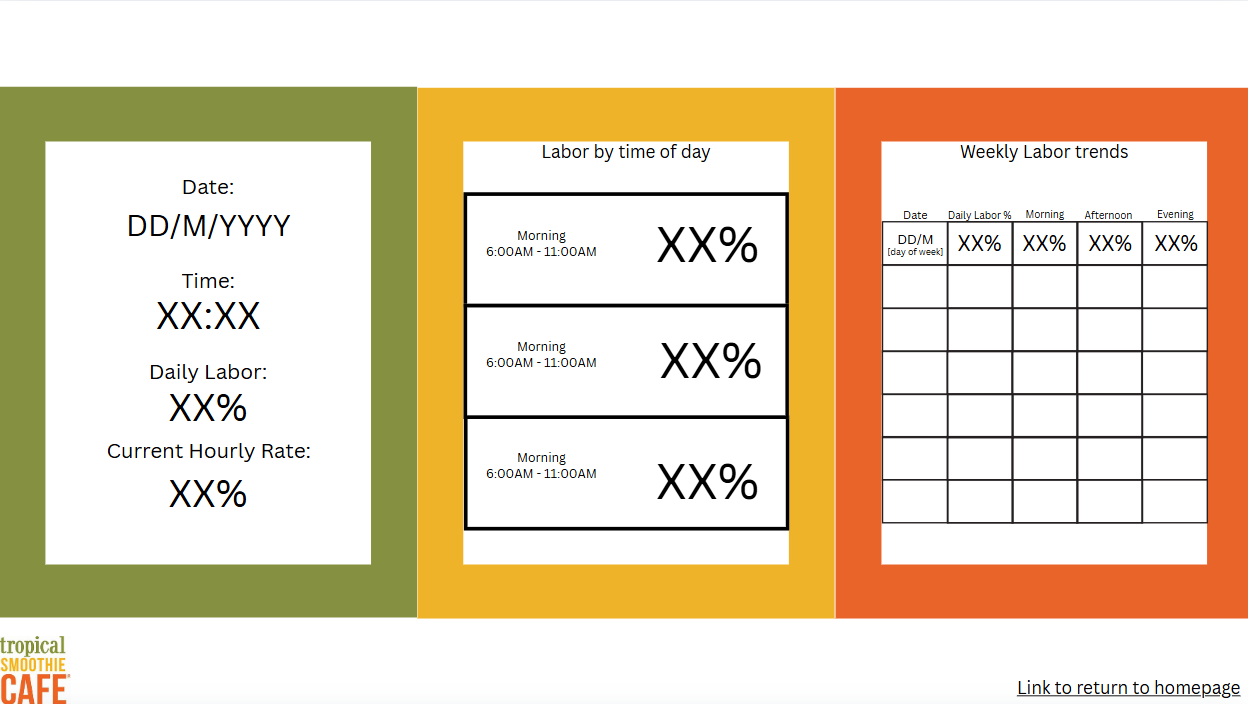 Date:
DD/M/YYYY
Time:
XX:XX
Daily Labor:
XX%
Current Hourly Rate:
XX%
Labor by time of day
Morning
6:00AM - 11:00AM
XX%
Morning
6:00AM - 11:00AM
XX%
Morning
6:00AM - 11:00AM
XX%
Weekly Labor trends
Date Daily Labor % Morning Afternoon Evening
DD/M
[day of week]
XX% XX% XX% XX%
tropical
SMOOTHIE
CAFE
Link to return to homepage